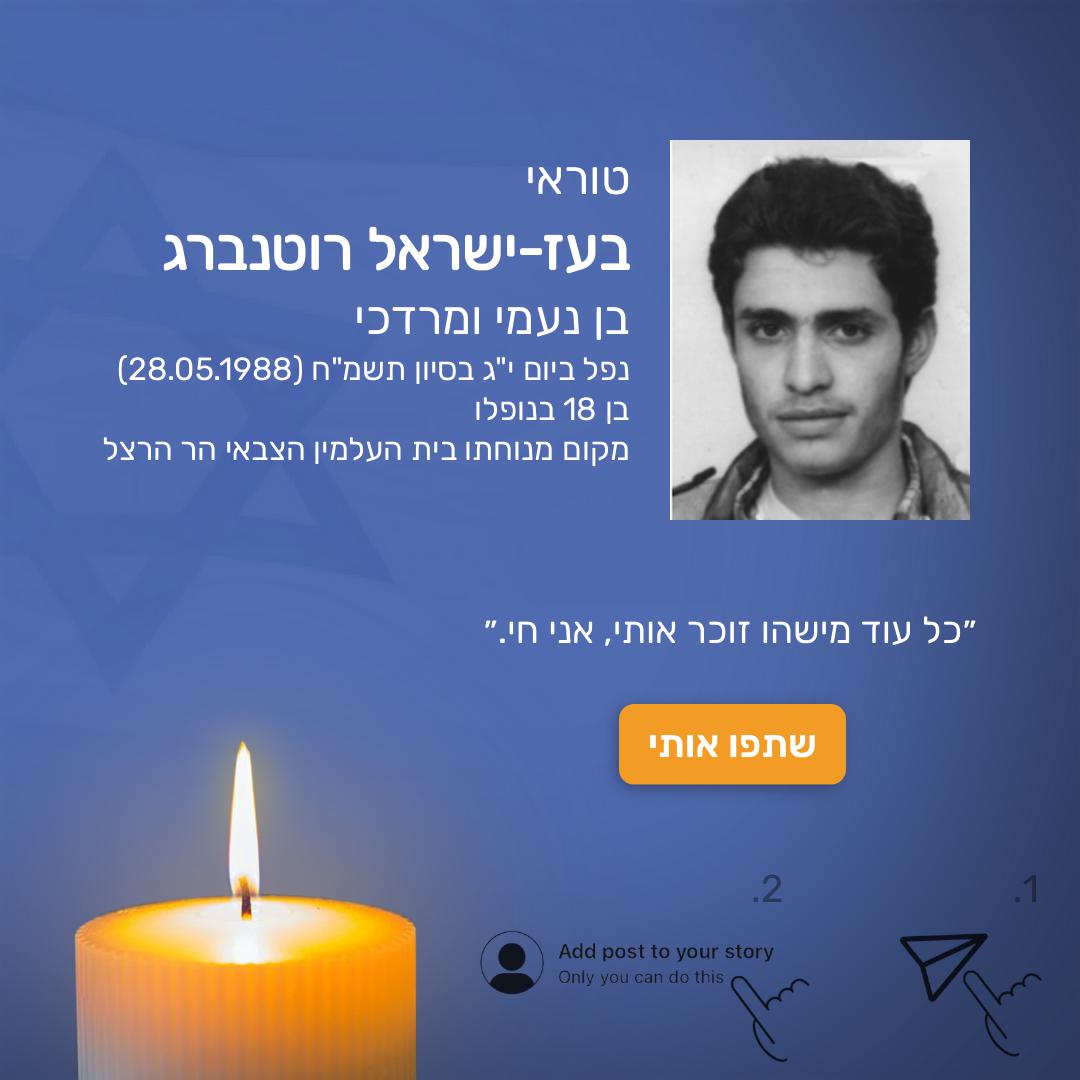 טוראי
בעז-ישראל רוטנברג
בן נעמי ומרדכי
נפל ביום י"ג בסיון תשמ"ח (28.05.1988)
בן 18 בנופלו
מקום מנוחתו בית העלמין הצבאי הר הרצל
״כל עוד מישהו זוכר אותי, אני חי.״
שתפו אותי
1.
2.
Add post to your story
Only you can do this